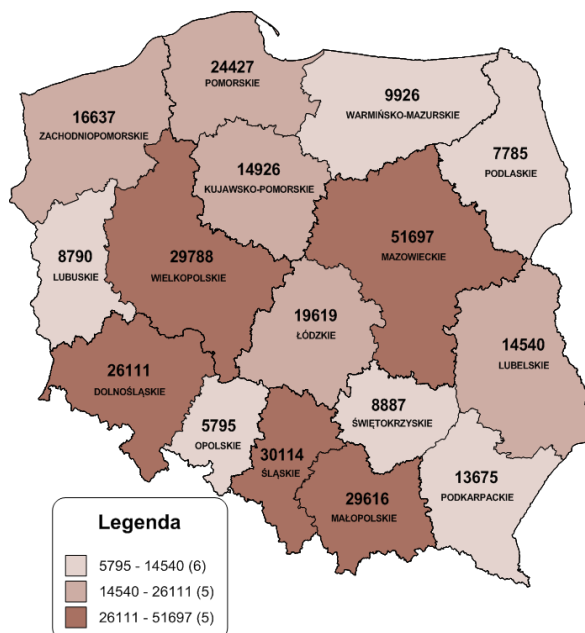 24427
POMORSKIE
9926
WARMIŃSKO-MAZURSKIE
16637
ZACHODNIOPOMORSKIE
7785
PODLASKIE
14926
KUJAWSKO-POMORSKIE
51697
MAZOWIECKIE
29788
WIELKOPOLSKIE
8790
LUBUSKIE
19619
ŁÓDZKIE
14540
LUBELSKIE
26111
DOLNOŚLĄSKIE
8887
ŚWIĘTOKRZYSKIE
5795
OPOLSKIE
30114
ŚLĄSKIE
13675
PODKARPACKIE
29616
MAŁOPOLSKIE
Legenda
5795 - 14540 (6)
14540 - 26111 (5)
26111 - 51697 (5)